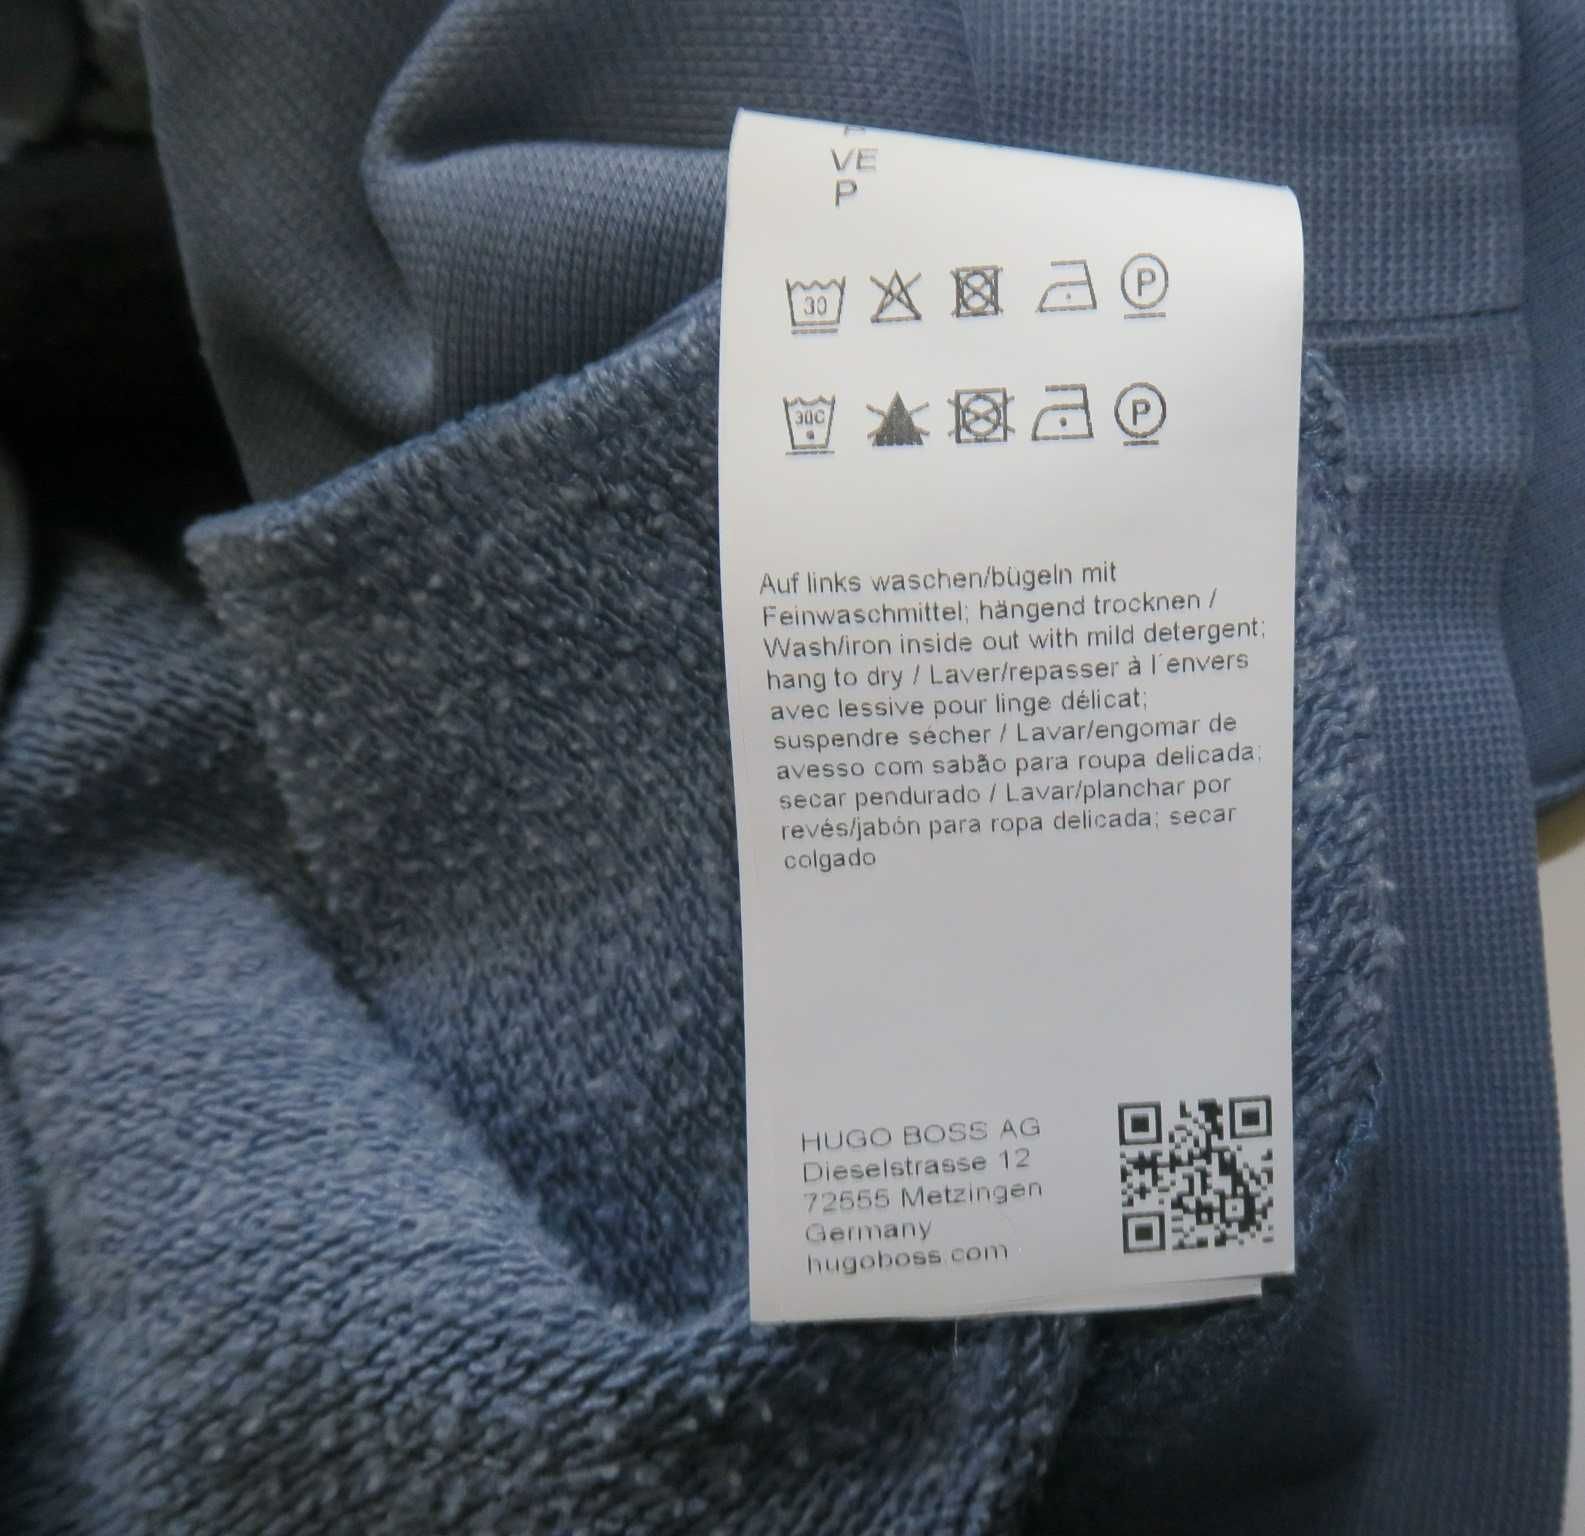 VE
P
30 P
30C P
Auf links waschen/bügeln mit
Feinwaschmittel; hängend trocknen /
Wash/iron inside out with mild detergent;
hang to dry / Laver/repasser à l´envers
avec lessive pour linge délicat;
suspendre sécher / Lavar/engomar de
avesso com sabão para roupa delicada;
secar pendurado / Lavar/planchar por
revés/jabón para ropa delicada; secar
colgado
HUGO BOSS AG
Dieselstrasse 12
72555 Metzingen
Germany
hugoboss.com